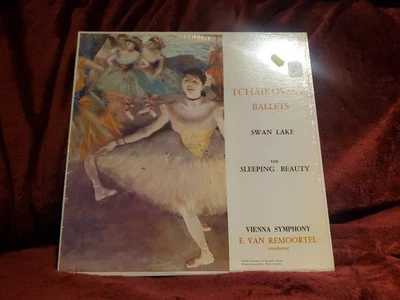 TCHAIKOVSKY
BALLETS
SWAN LAKE
THE
SLEEPING BEAUTY
VIENNA SYMPHONY
E. VAN REMOORTEL
conductor